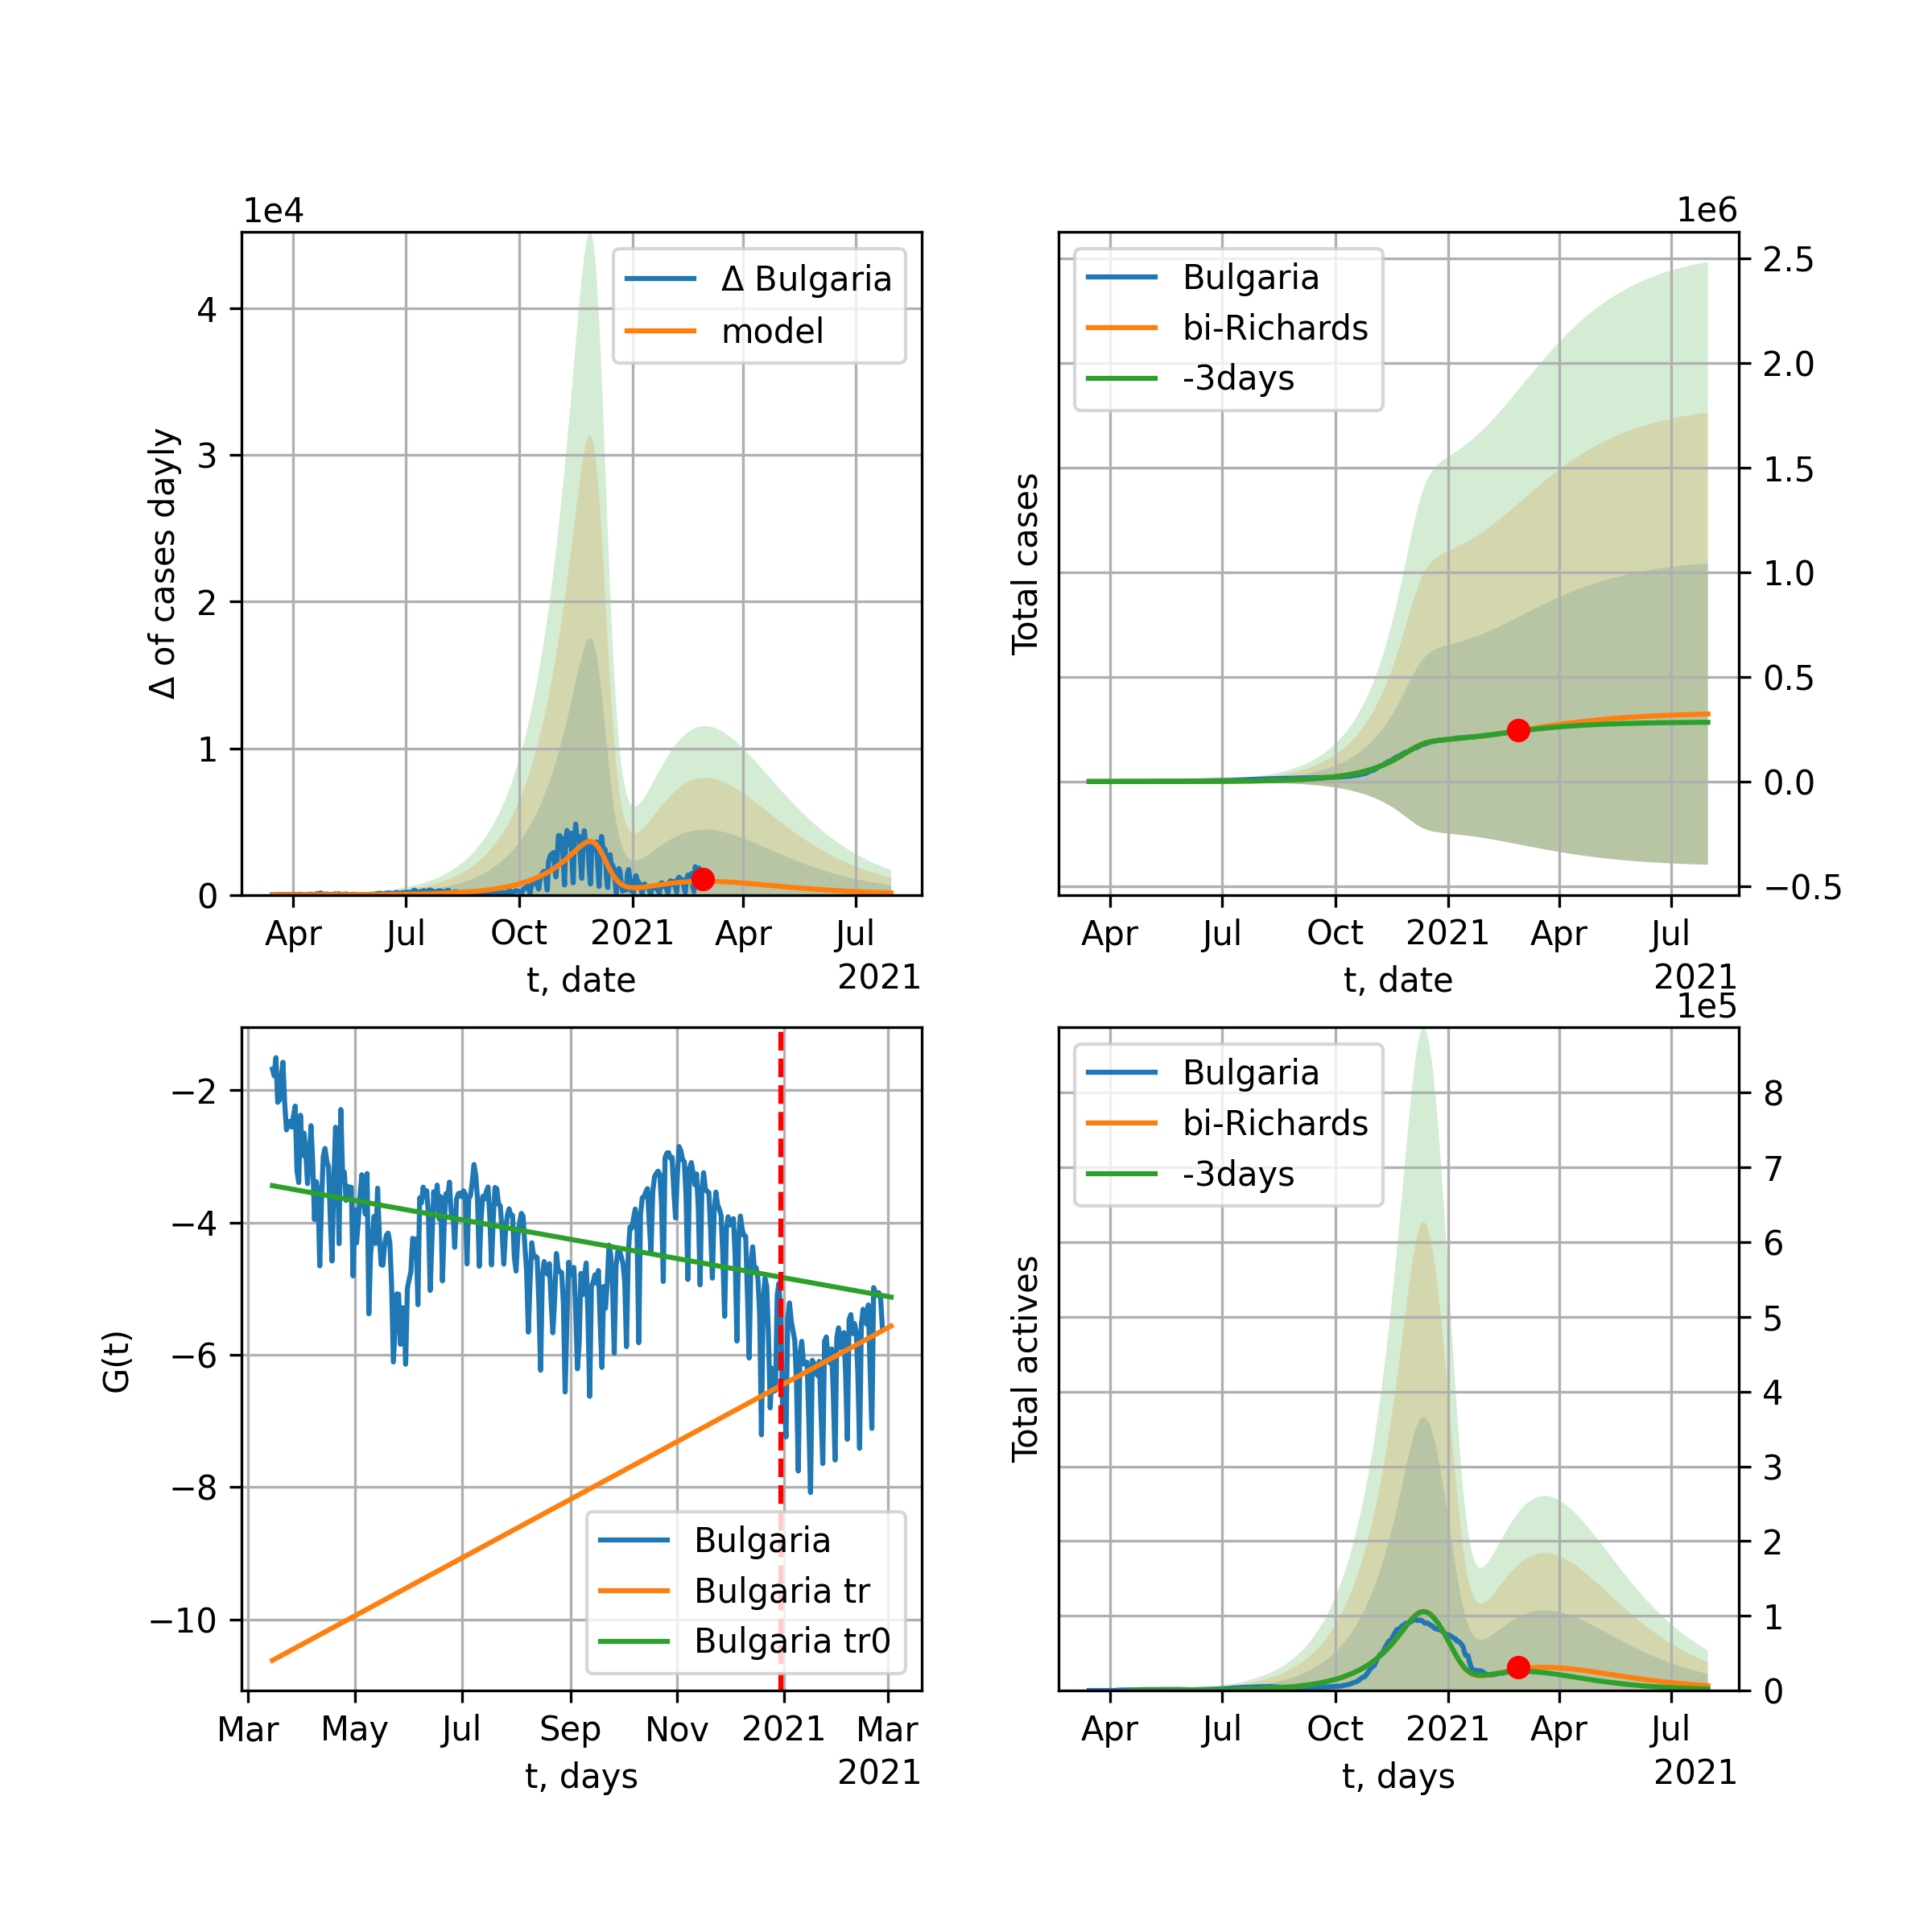 1e4
Δ of cases dayly
4
3
2
1
0
Δ Bulgaria
model
Apr Jul Oct 2021 Apr Jul
2021
t, date
1e6
Total cases
Bulgaria
bi-Richards
-3days
2.5
2.0
1.5
1.0
0.5
0.0
−0.5
Apr Jul Oct 2021 Apr Jul
2021
t, date
G(t)
−2
−4
−6
−8
−10
Bulgaria
Bulgaria tr
Bulgaria tr0
Mar May Jul Sep Nov 2021 Mar
2021
t, days
1e5
Total actives
Bulgaria
bi-Richards
-3days
8
7
6
5
4
3
2
1
0
Apr Jul Oct 2021 Apr Jul
2021
t, days